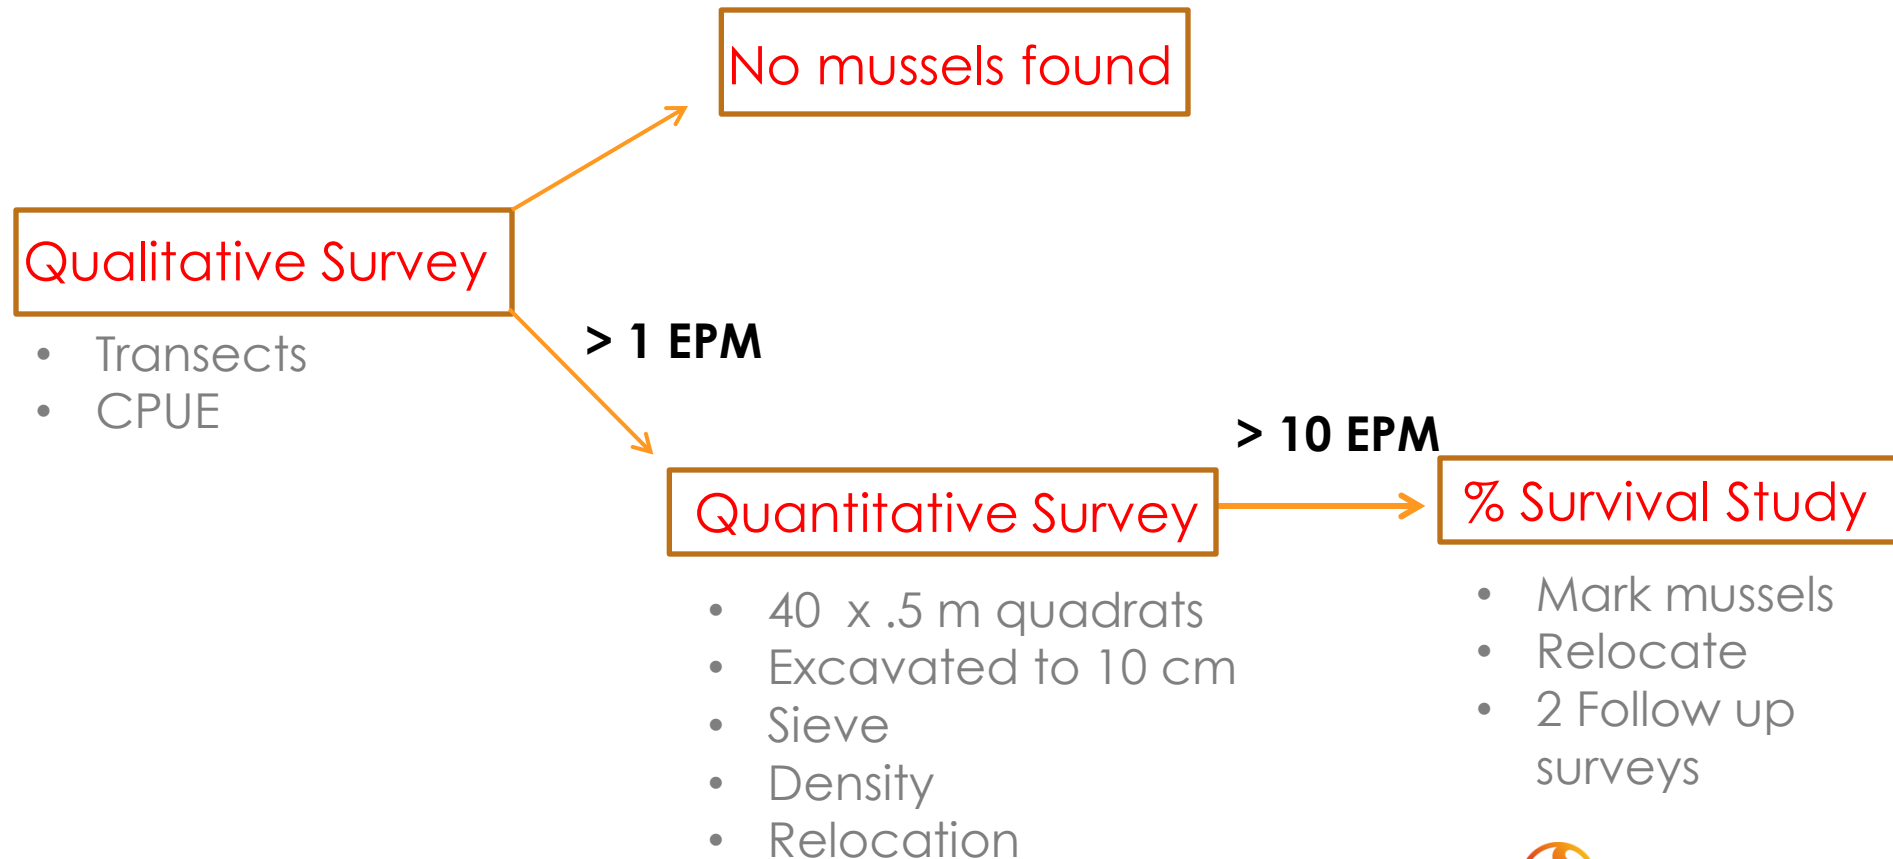 No mussels found
Qualitative Survey
• Transects
• CPUE
> 1 EPM
> 10 EPM
Quantitative Survey
• 40 x .5 m quadrats
• Excavated to 10 cm
• Sieve
• Density
• Relocation
% Survival Study
• Mark mussels
• Relocate
• 2 Follow up
surveys